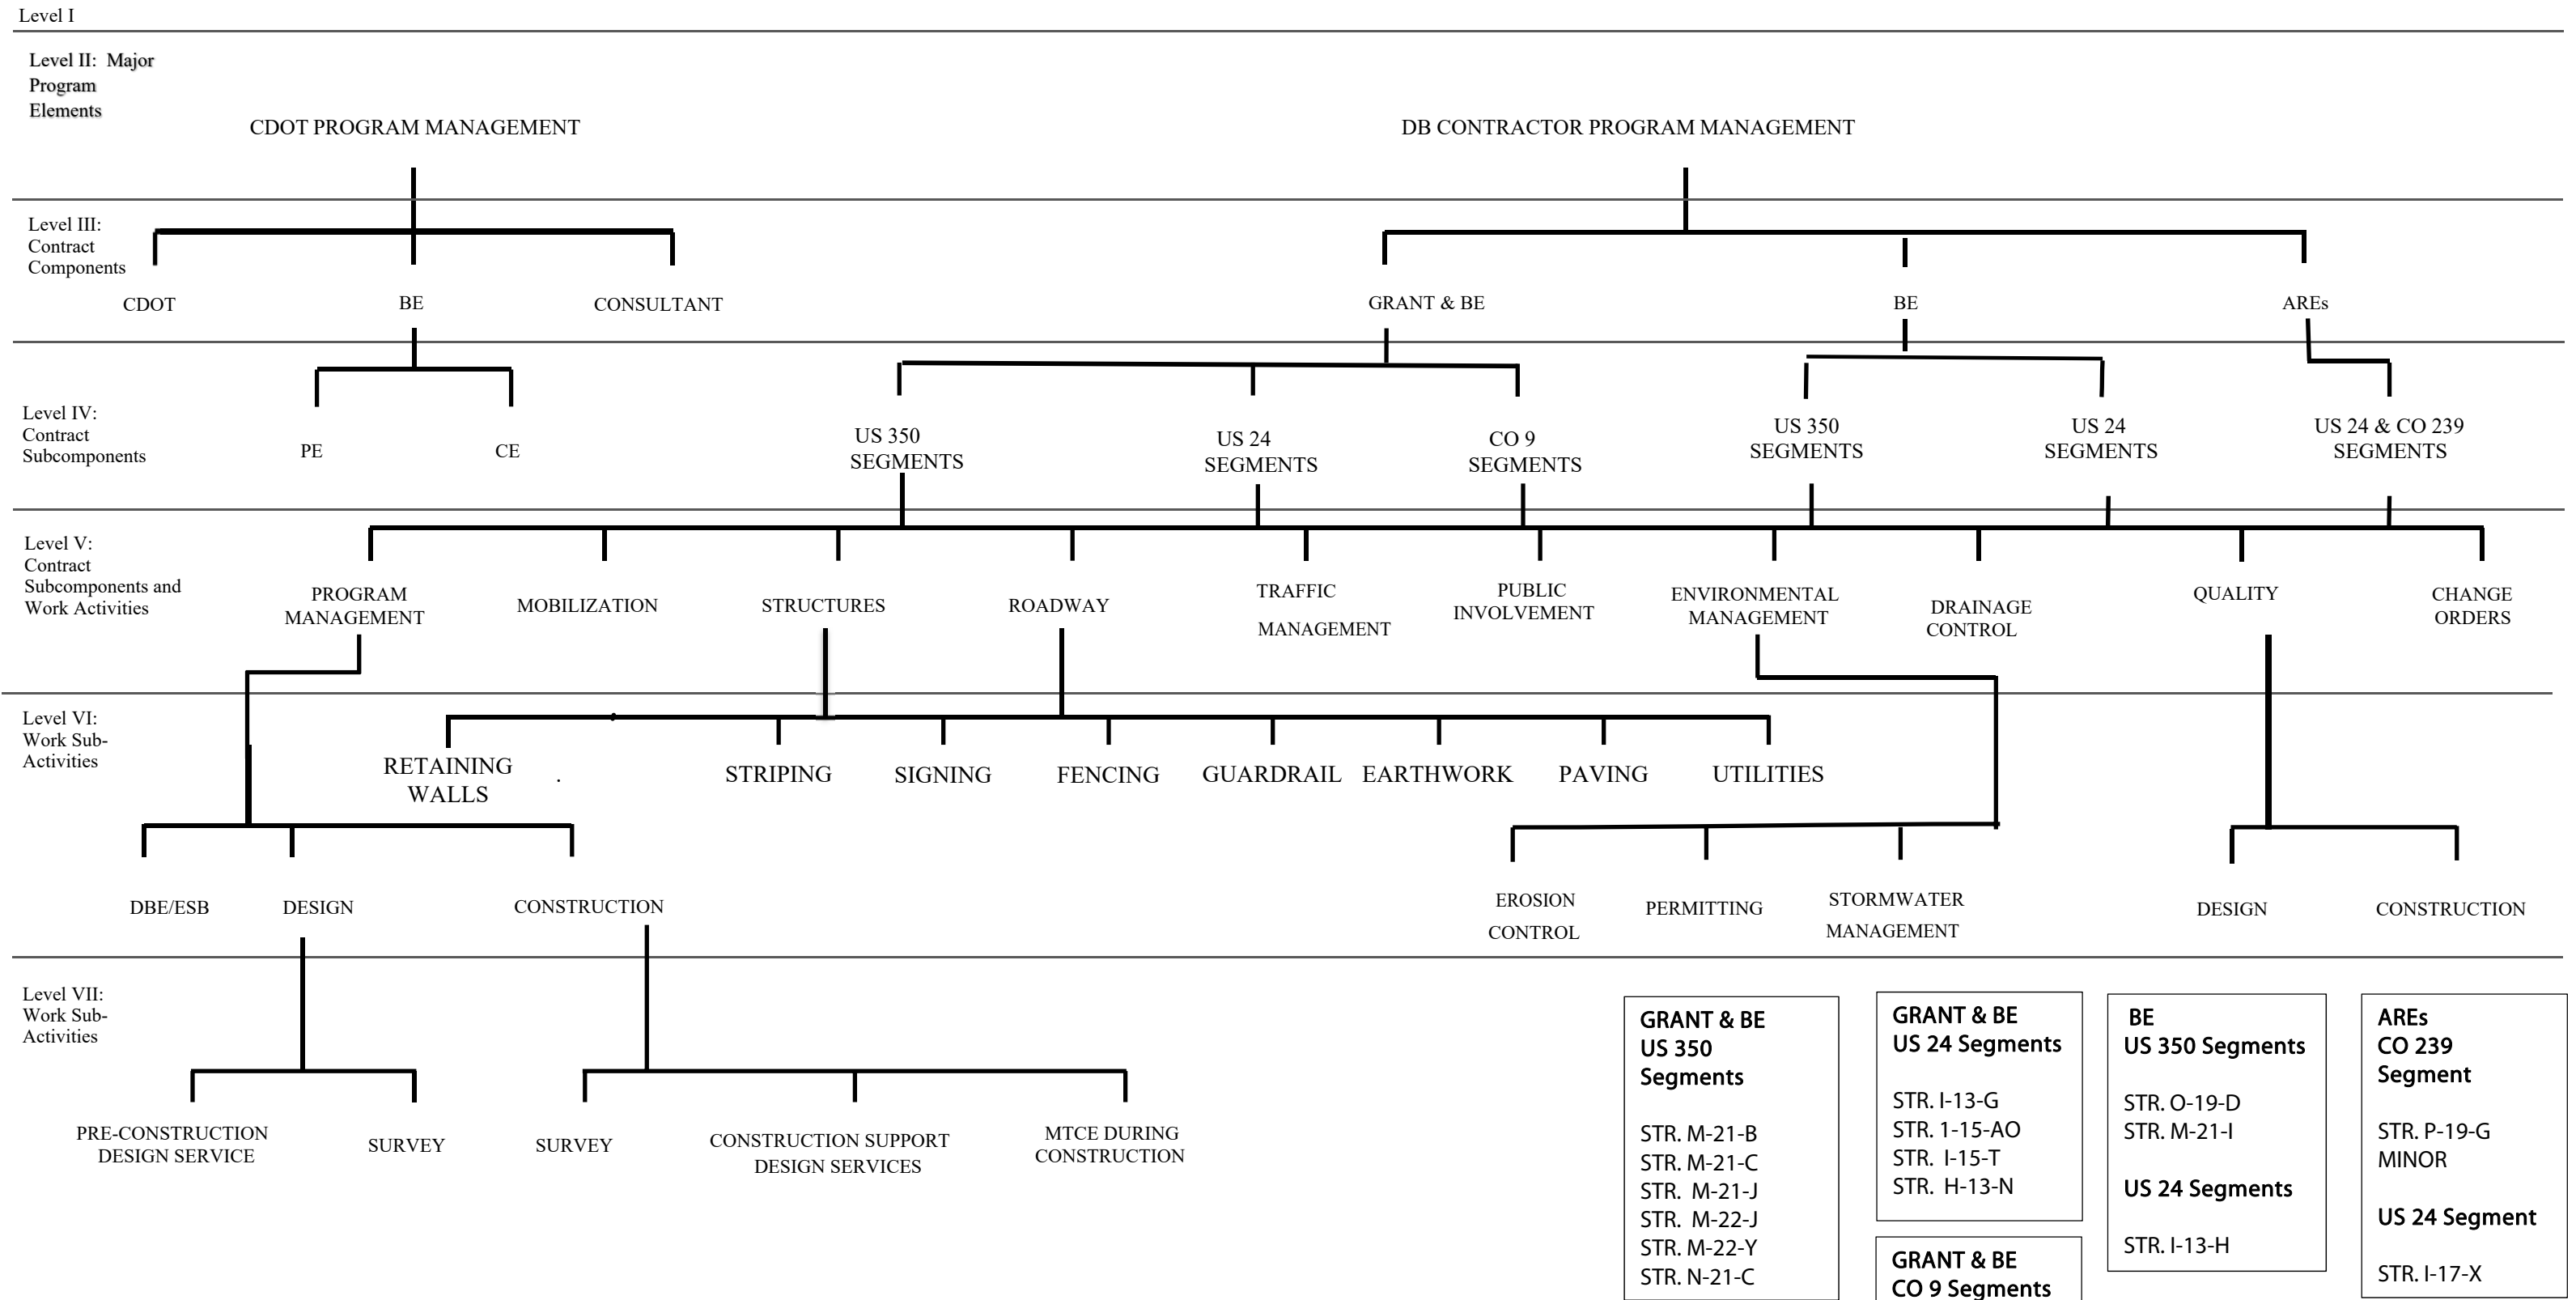 Level I
Level II:  Major
Program
Elements
CDOT PROGRAM MANAGEMENT
DB CONTRACTOR PROGRAM MANAGEMENT
Level III:
Contract
Components
CDOT
BE
CONSULTANT
GRANT & BE
BE
AREs
Level IV:
Contract
Subcomponents
PE
CE
US 350
SEGMENTS
US 24
SEGMENTS
CO 9
SEGMENTS
US 350
SEGMENTS
US 24
SEGMENTS
US 24 & CO 239
SEGMENTS
Level V:
Contract
Subcomponents and
Work Activities
PROGRAM
MANAGEMENT
MOBILIZATION
STRUCTURES
ROADWAY
TRAFFIC
MANAGEMENT
PUBLIC
INVOLVEMENT
ENVIRONMENTAL
MANAGEMENT
DRAINAGE
CONTROL
QUALITY
CHANGE
ORDERS
Level VI:
Work Sub-
Activities
RETAINING
WALLS
.
STRIPING
SIGNING
FENCING
GUARDRAIL
EARTHWORK
PAVING
UTILITIES
DBE/ESB
DESIGN
CONSTRUCTION
EROSION
CONTROL
PERMITTING
STORMWATER
MANAGEMENT
DESIGN
CONSTRUCTION
Level VII:
Work Sub-
Activities
PRE-CONSTRUCTION
DESIGN SERVICE
SURVEY
SURVEY
CONSTRUCTION SUPPORT
DESIGN SERVICES
MTCE DURING
CONSTRUCTION
GRANT & BE
US 350
Segments
STR. M-21-B
STR. M-21-C
STR. M-21-J
STR. M-22-J
STR. M-22-Y
STR. N-21-C
GRANT & BE
US 24 Segments
STR. I-13-G
STR. 1-15-AO
STR. I-15-T
STR. H-13-N
GRANT & BE
CO 9 Segments
BE
US 350 Segments
STR. O-19-D
STR. M-21-I
US 24 Segments
STR. I-13-H
AREs
CO 239
Segment
STR. P-19-G
MINOR
US 24 Segment
STR. I-17-X